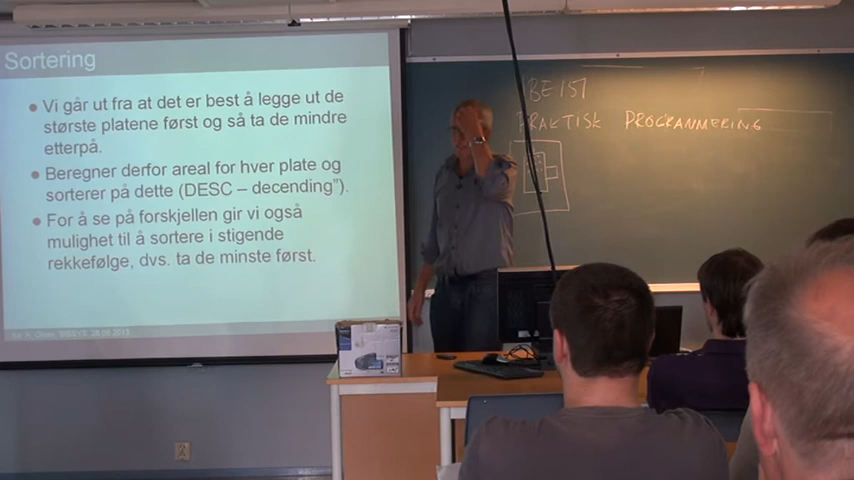 Sortering
Vi går ut fra at det er best å legge ut de
største platene først og så ta de mindre
etterpå.
Beregner derfor areal for hver plate og
sorterer på dette (DESC – decending").
For å se på forskjellen gir vi også
mulighet til å sortere i stigende
rekkefølge, dvs. ta de minste først.
BE 151
PRAKTISK PROGRAMMERING